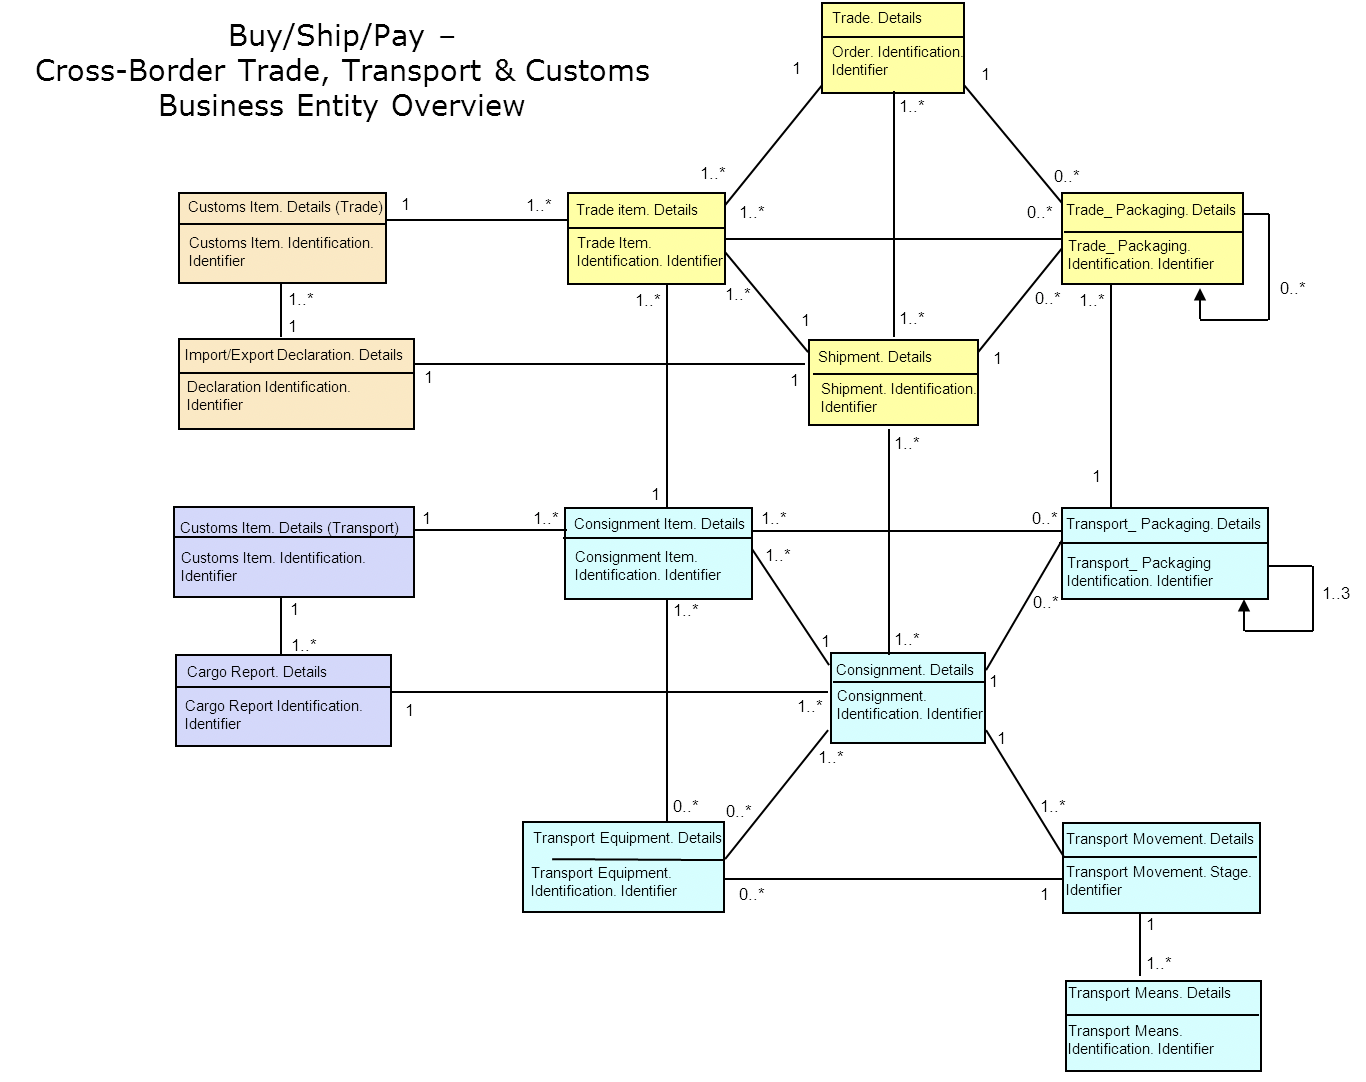 Buy/Ship/Pay –
Cross-Border Trade, Transport & Customs
Business Entity Overview
Trade. Details
Order. Identification.
Identifier
1
1
1..*
1..*
0..*
Customs Item. Details (Trade)
Customs Item. Identification.
Identifier
1
1..*
Trade item. Details
Trade Item.
Identification. Identifier
1..*
0..*
Trade_ Packaging. Details
Trade_ Packaging.
Identification. Identifier
0..*
1..*
1
1..*
1..*
1
1..*
0..*
1
1..*
Import/Export Declaration. Details
Declaration Identification.
Identifier
1
1
Shipment. Details
Shipment. Identification.
Identifier
1..*
1
1
Customs Item. Details (Transport)
Customs Item. Identification.
Identifier
1
1..*
Consignment Item. Details
Consignment Item.
Identification. Identifier
1..*
0..*
1..*
Transport_ Packaging. Details
Transport_ Packaging
Identification. Identifier
1..3
1
1..*
1..*
1
1..*
0..*
1
Cargo Report. Details
Cargo Report Identification.
Identifier
1
1..*
Consignment. Details
Consignment.
Identification. Identifier
1..*
1
0..*
0..*
1..*
Transport Equipment. Details
Transport Equipment.
Identification. Identifier
0..*
1
Transport Movement. Details
Transport Movement. Stage.
Identifier
1
1..*
Transport Means. Details
Transport Means.
Identification. Identifier